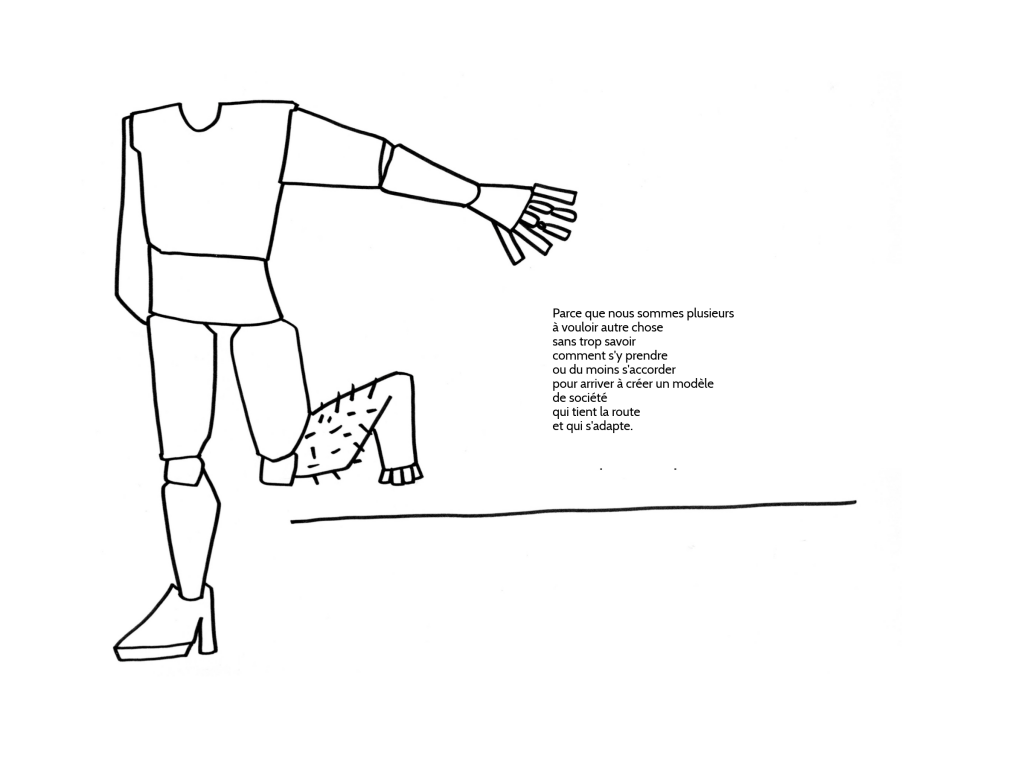 Parce que nous sommes plusieurs
à vouloir autre chose
sans trop savoir
comment s'y prendre
ou du moins s'accorder
pour arriver à créer un modèle
de société
qui tient la route
et qui s'adapte.